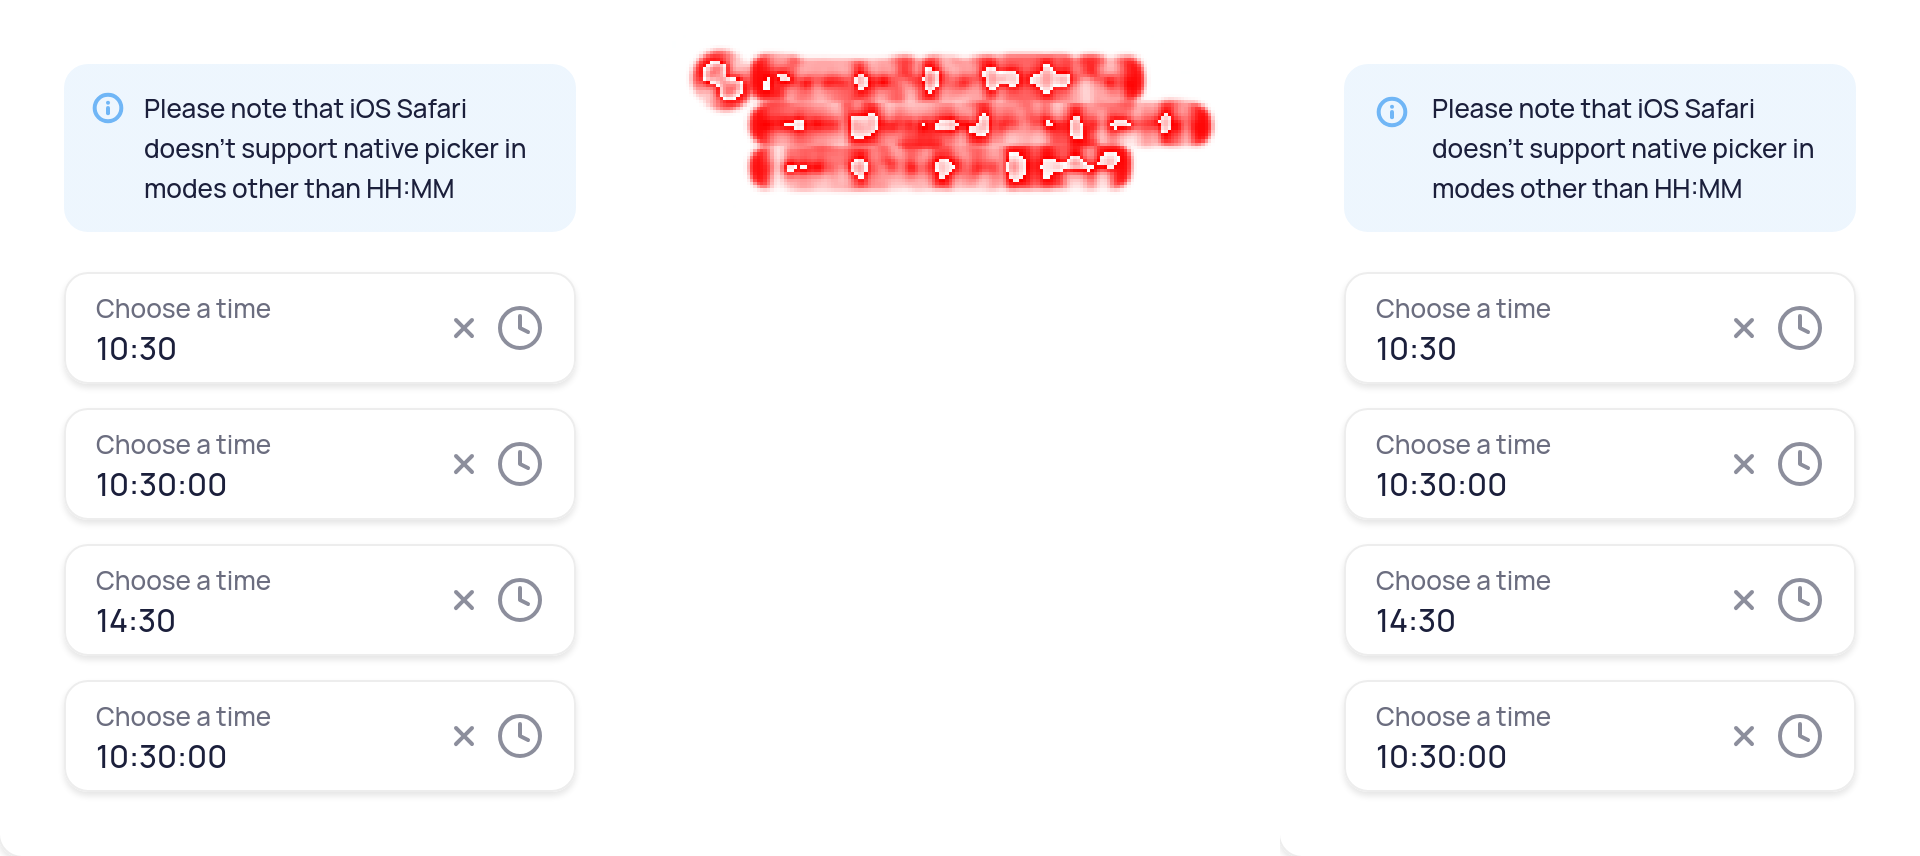 Please note that iOS Safari
doesn't support native picker in
modes other than HH:MM
Choose a time
10:30
Choose a time
10:30:00
Choose a time
14:30
Choose a time
10:30:00
Please note that iOS Safari
doesn't support native picker in
modes other than HH:MM
Choose a time
10:30
Choose a time
10:30:00
Choose a time
14:30
Choose a time
10:30:00